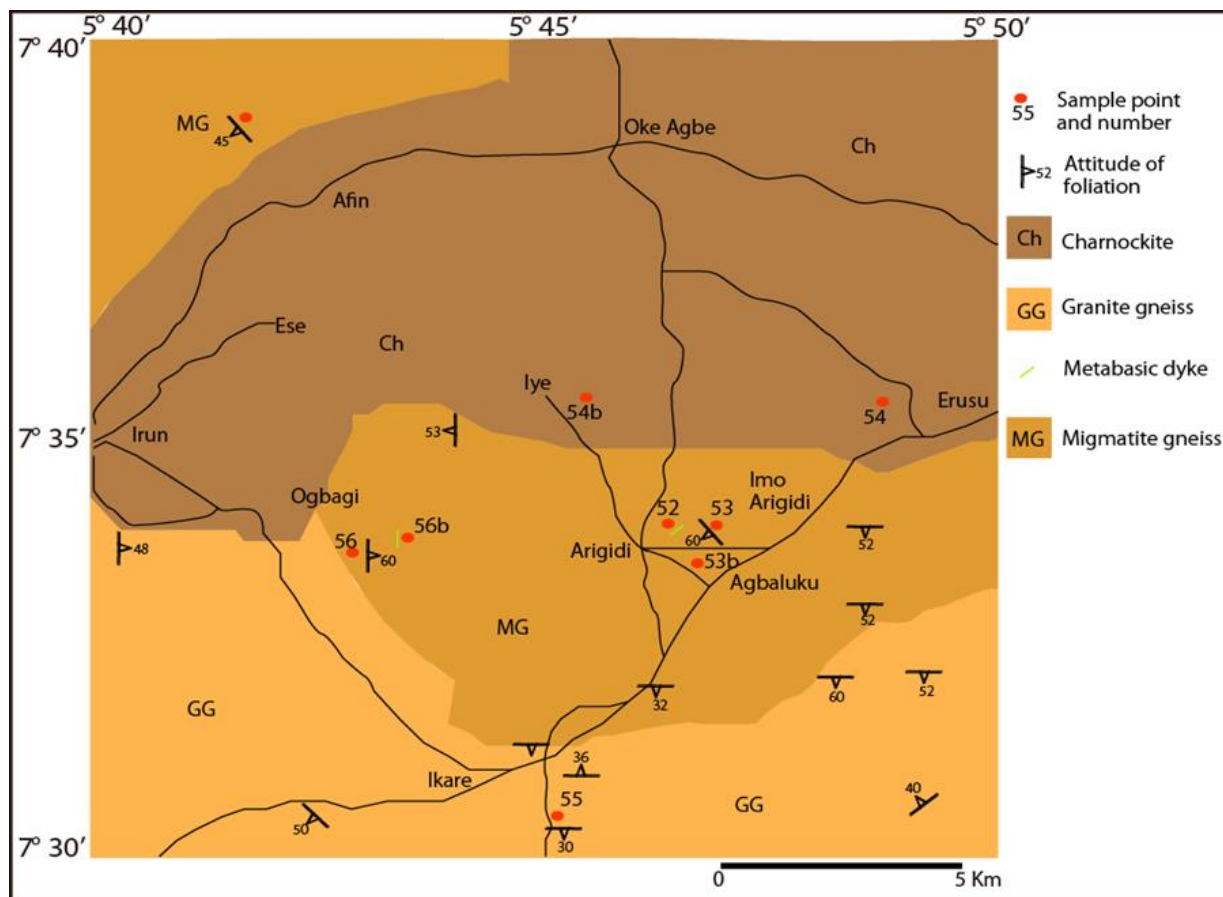 5° 40′ 5° 45′ 5° 50′
7° 40′
MG
45
Oke Agbe
Ch
Afin
Ese
Ch
Iye
54b
54
Erusu
7° 35′
Irun
53
Ogbagi
Imo
Arigidi
52
53
56b
56
60
48
60
Arigidi
53b
Agbaluku
52
52
MG
32
60
52
GG
36
Ikare
55
GG
40
50
30
7° 30′
0 5 Km
55
Sample point
and number
52
Attitude of
foliation
Ch
Charnockite
GG
Granite gneiss
Metabasic dyke
MG
Migmatite gneiss